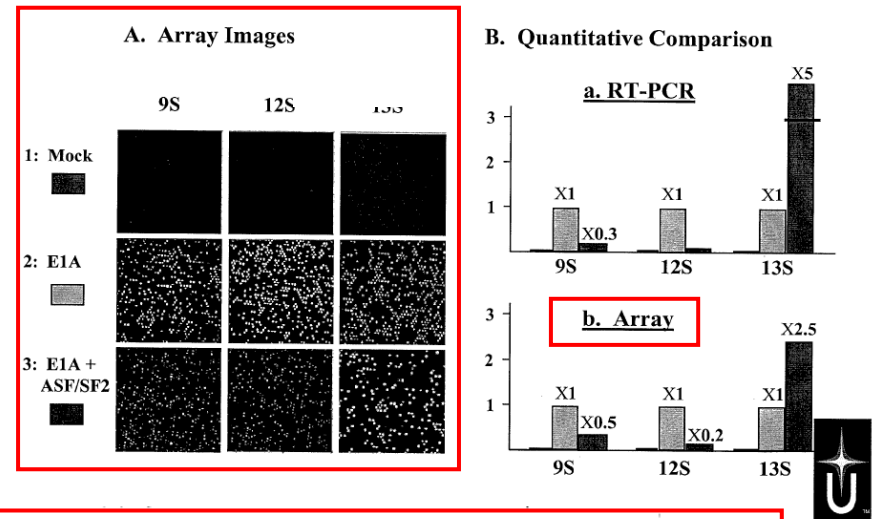 A. Array Images
9S 12S
1: Mock
2: E1A
3: E1A +
ASF/SF2
B. Quantitative Comparison
a. RT-PCR
X5
3
2
1
X1
X0.3
X1
X1
9S 12S 13S
b. Array
3
2
1
X2.5
X1
X0.5
X1
X0.2
X1
9S 12S 13S
U
TM